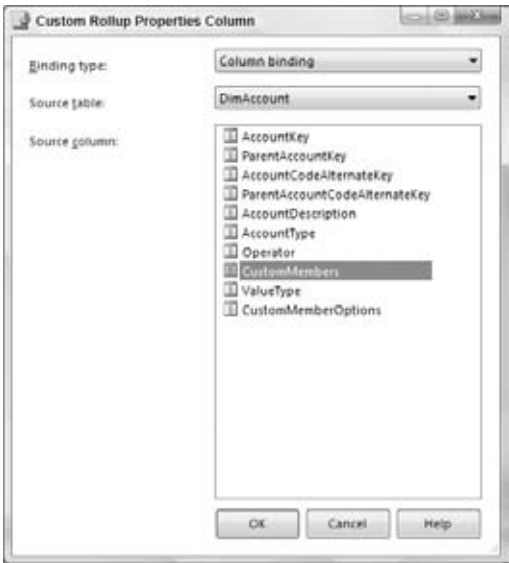 Custom Rollup Properties Column
Binding type:
Column binding
Source table:
DimAccount
Source column:
AccountKey
ParentAccountKey
AccountCodeAlternateKey
ParentAccountCodeAlternateKey
AccountDescription
AccountType
Operator
CustomMembers
ValueType
CustomMemberOptions
OK
Cancel
Help